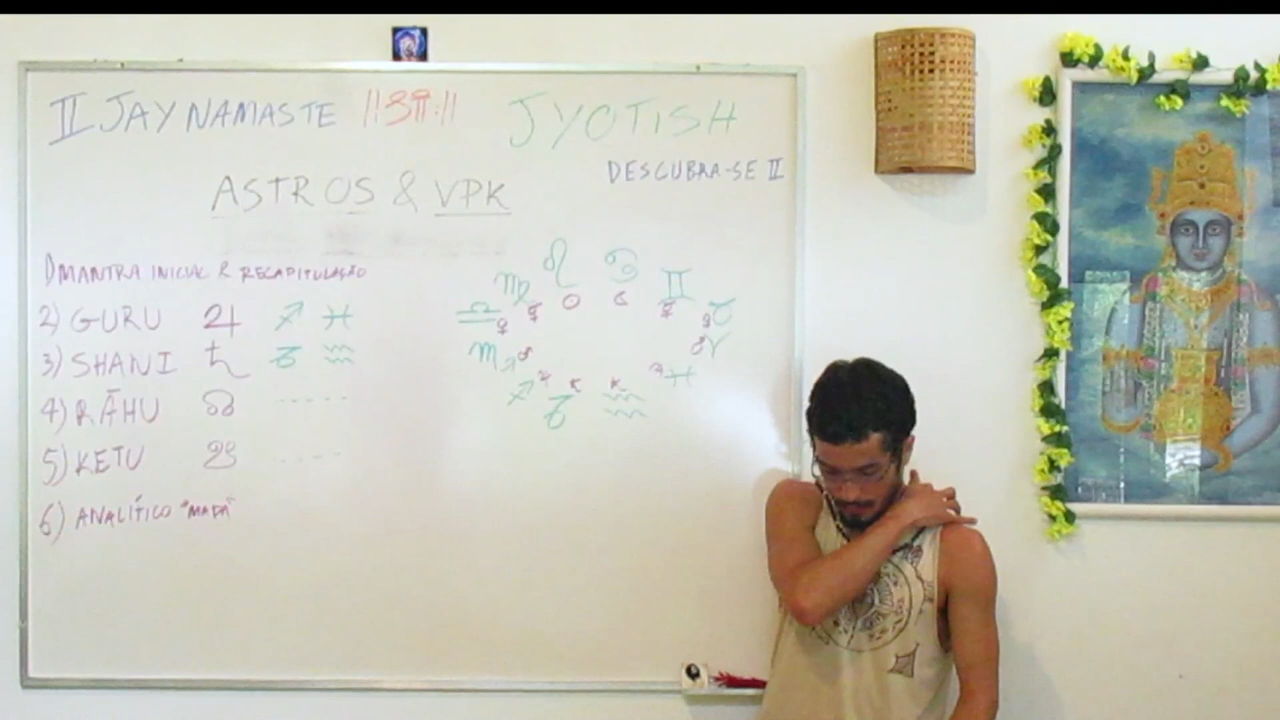 II JAY NAMASTE ||ॐ||
JYOTISH
DESCUBRA-SE II
ASTROS & VPK
1) MANTRA INICIAL & RECAPITULAÇÃO
2) GURU ♃ ♐ ♓
3) SHANI ♄ ♑ ♒
4) RĀHU ☊ -----
5) KETU ☋ -----
6) ANALÍTICO "MAPA"
♍ ♌ ♋ ♊
♎ ♀ ☿ ☉ ☾ ☿ ♀ ♉
♏ ♂ ♂ ♈
♐ ♃ ♑ ♒ ♃ ♓